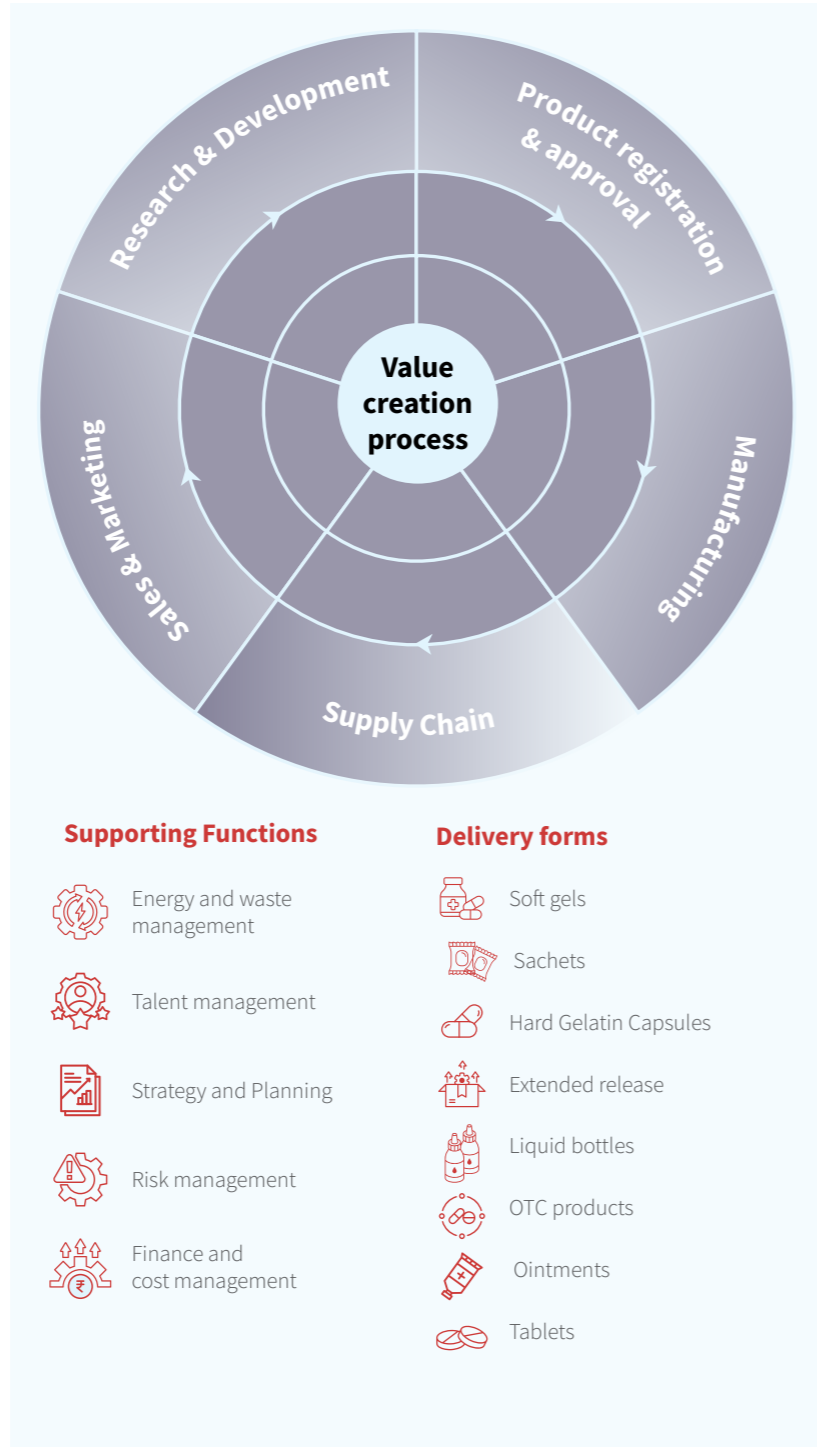 Research & Development
Product registration
& approval
Manufacturing
Supply Chain
Sales & Marketing
Value
creation
process
Supporting Functions
Energy and waste
management
Talent management
Strategy and Planning
Risk management
Finance and
cost management
₹
Delivery forms
Soft gels
Sachets
Hard Gelatin Capsules
Extended release
Liquid bottles
OTC products
Ointments
Tablets